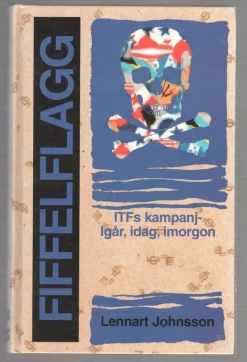 FIFFELFLAGG
ITFs kampanj-
Igår, idag, imorgon
Lennart Johnsson